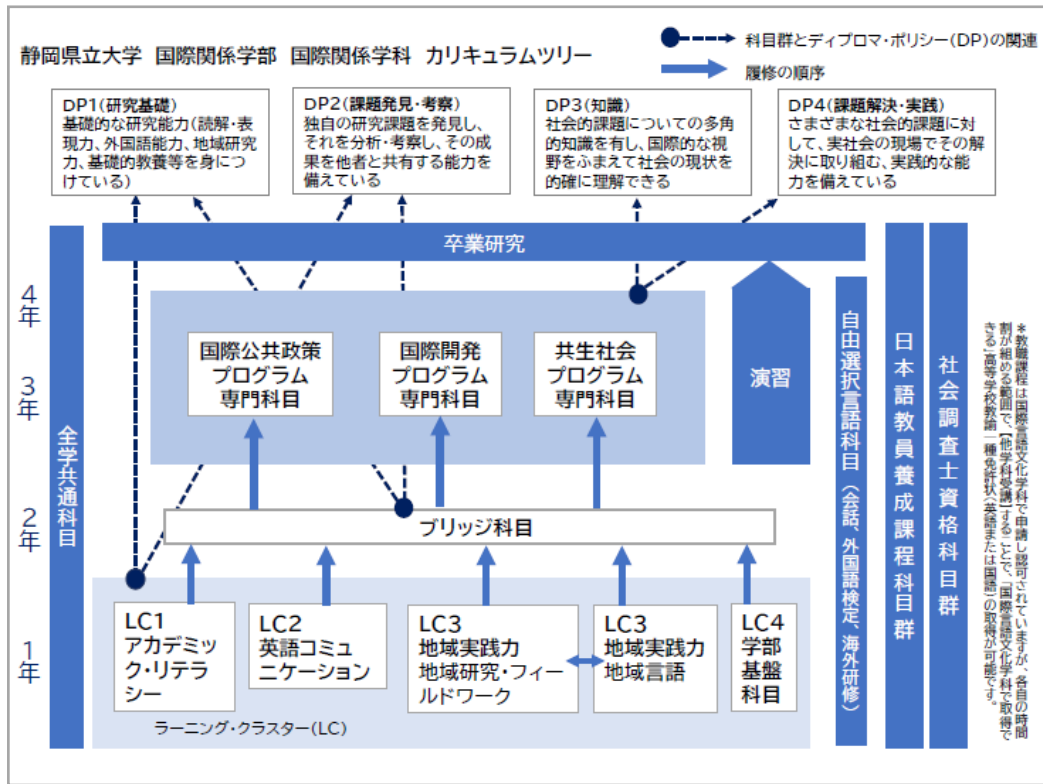 静岡県立大学 国際関係学部 国際関係学科 カリキュラムツリー
科目群とディプロマ・ポリシー(DP)の関連
履修の順序
DP1(研究基礎)
基礎的な研究能力(読解・表
現力、外国語能力、地域研究
力、基礎的教養等を身につ
けている)
DP2(課題発見・考察)
独自の研究課題を発見し、
それを分析・考察し、その成
果を他者と共有する能力を
備えている
DP3(知識)
社会的課題についての多角
的知識を有し、国際的な視
野をふまえて社会の現状を
的確に理解できる
DP4(課題解決・実践)
さまざまな社会的課題に対
して、実社会の現場でその解
決に取り組む、実践的な能
力を備えている
卒業研究
4年
3年
2年
1年
全学共通科目
国際公共政策
プログラム
専門科目
国際開発
プログラム
専門科目
共生社会
プログラム
専門科目
演習
自由選択言語科目(会話、外国語検定、海外研修)
日本語教員養成課程科目群
社会調査士資格科目群
ブリッジ科目
LC1
アカデミッ
ク・リテラ
シー
LC2
英語コミュ
ニケーション
LC3
地域実践力
地域研究・フィー
ルドワーク
LC3
地域実践力
地域言語
LC4
学部
基盤
科目
ラーニング・クラスター(LC)
*教職課程は国際言語文化学科で申請し認可されていますが、各自の時間
割が組める範囲で、【他学科受講】することで、「国際言語文化学科で取得で
きる」高等学校教諭一種免許状(英語または国語)の取得が可能です。